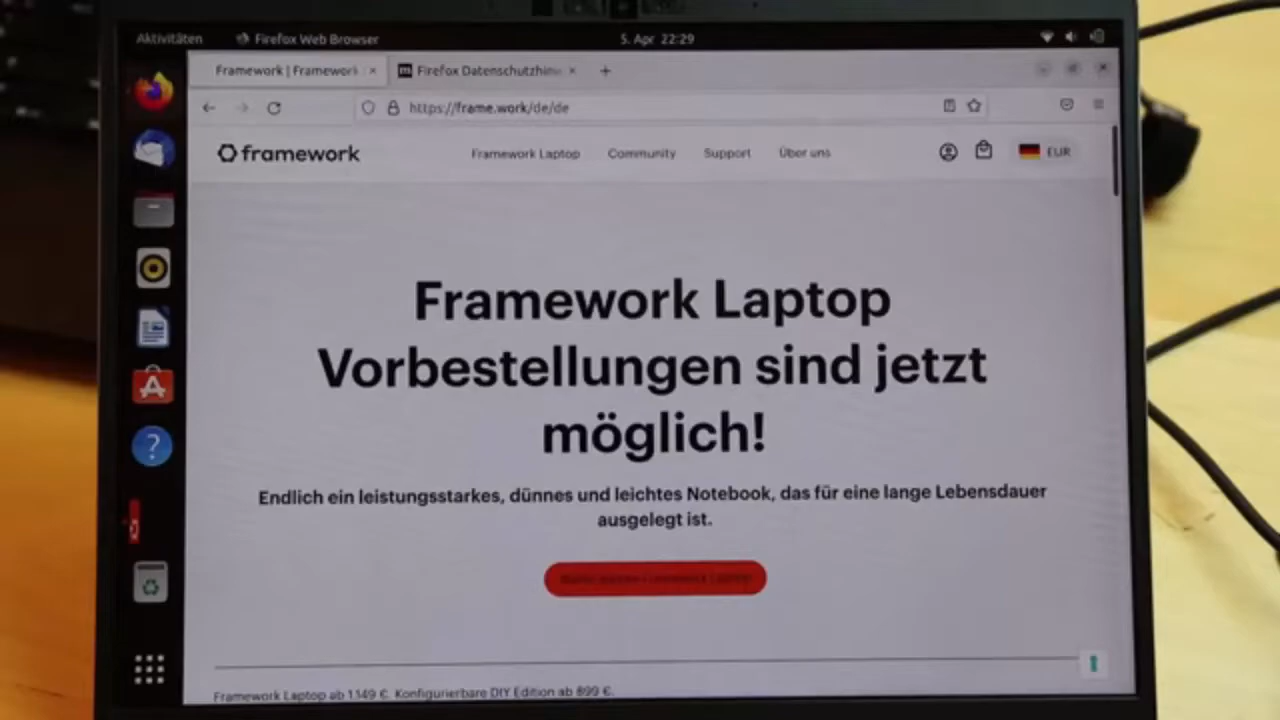 Aktivitäten
Firefox Web Browser
5. Apr 22:29
Framework | Framework
Firefox Datenschutzhinw
https://frame.work/de/de
framework
Framework Laptop
Community
Support
Über uns
EUR
Framework Laptop
Vorbestellungen sind jetzt
möglich!
Endlich ein leistungsstarkes, dünnes und leichtes Notebook, das für eine lange Lebensdauer
ausgelegt ist.
Framework Laptop ab 1.149 €. Konfigurierbare DIY Edition ab 899 €.